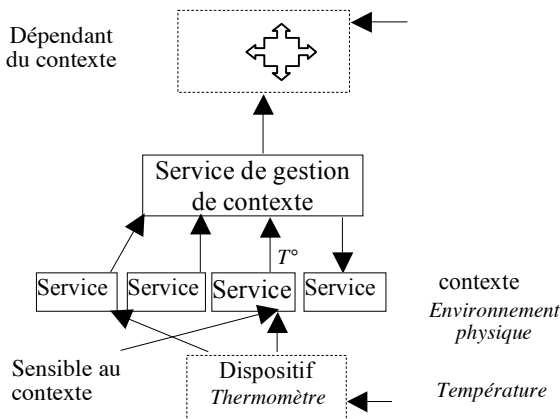 Dépendant
du contexte
Service de gestion
de contexte
T°
Service
Service
Service
Service
contexte
Environnement
physique
Sensible au
contexte
Dispositif
Thermomètre
Température